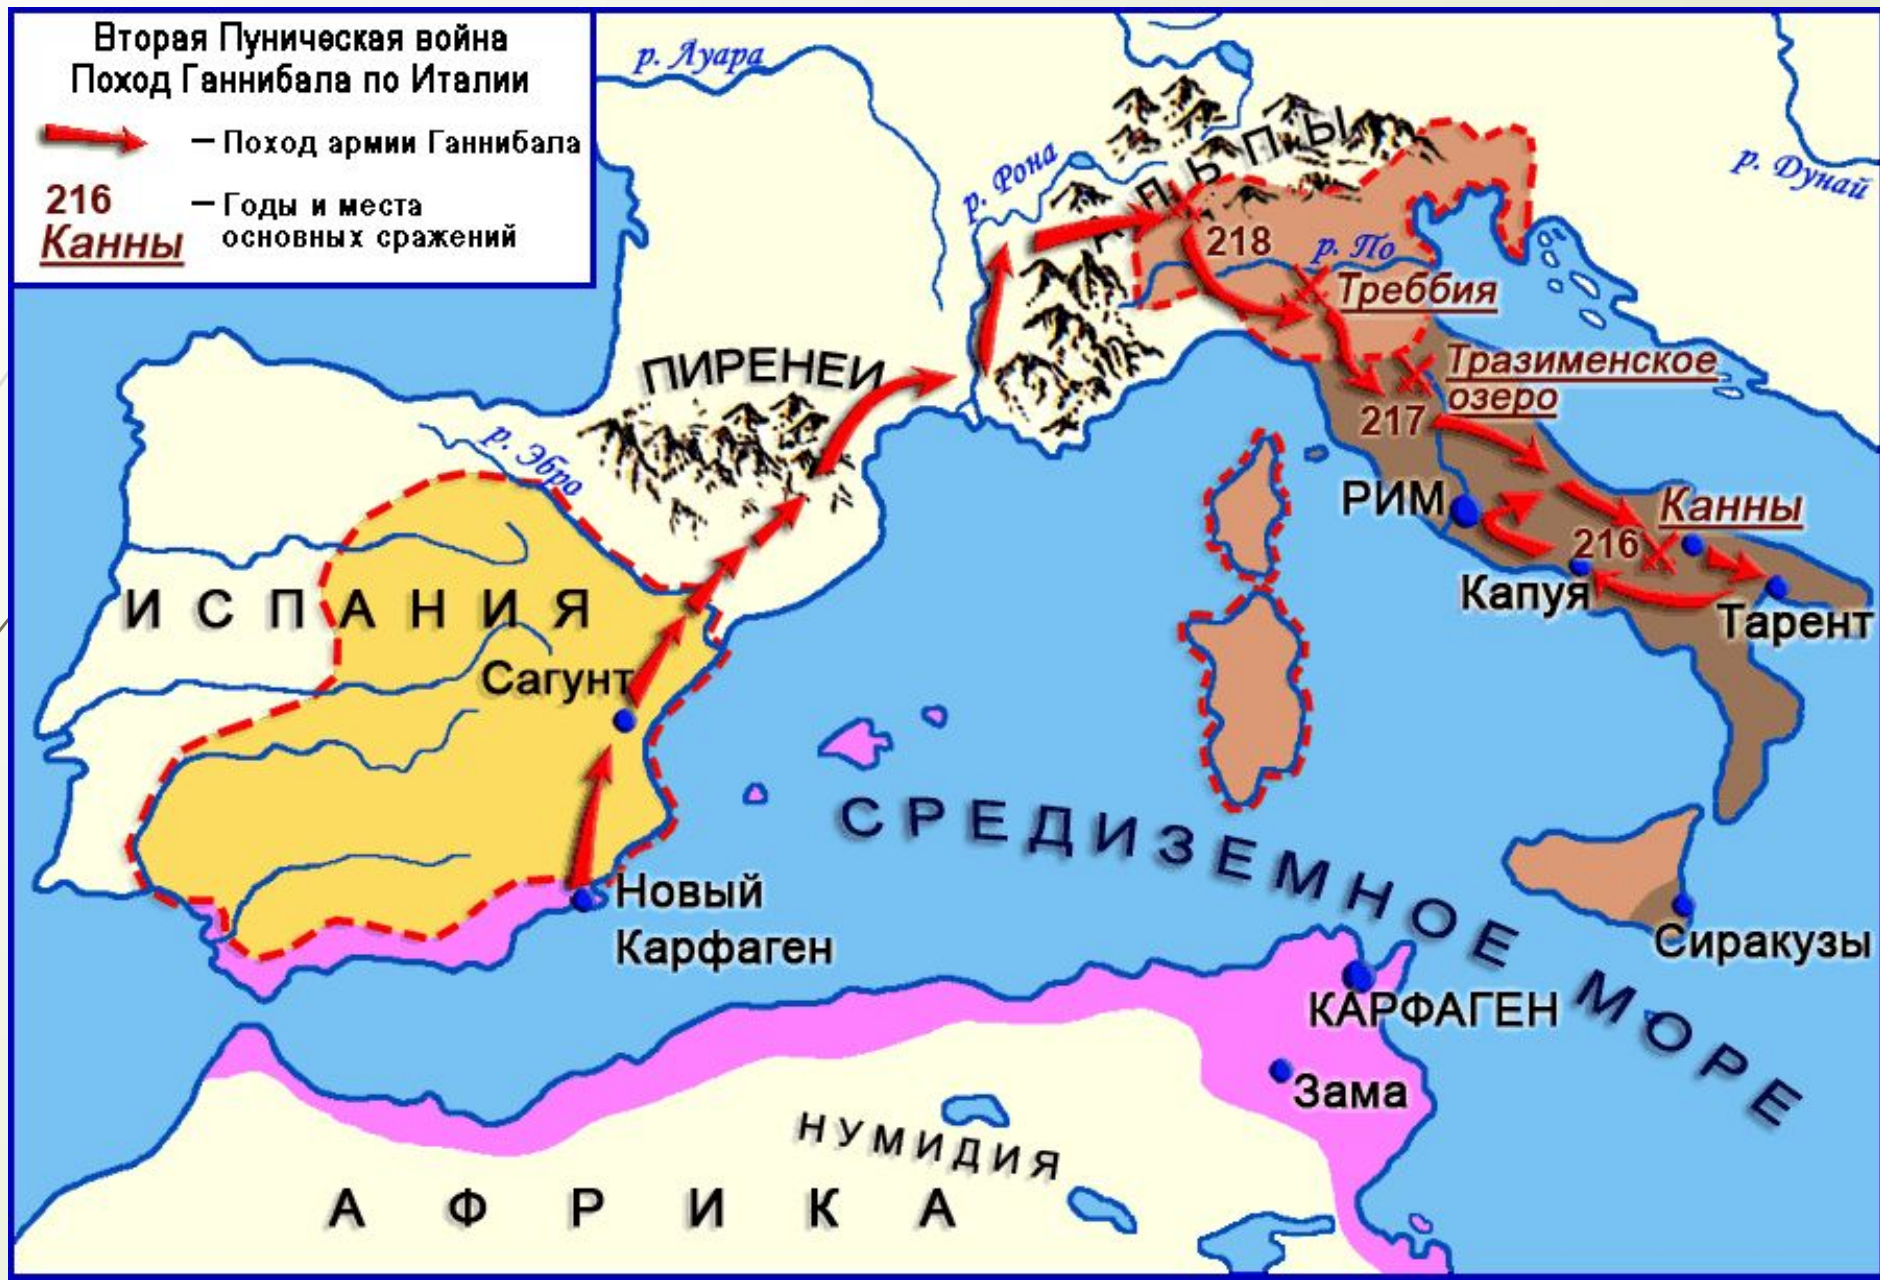 Вторая Пуническая война
Поход Ганнибала по Италии
— Поход армии Ганнибала
216
Канны
— Годы и места
основных сражений
р. Луара
р. Рона
АЛЬПЫ
р. Дунай
218
р. По
Треббия
ПИРЕНЕИ
Тразименское
озеро
217
р. Эбро
РИМ
Канны
216
Капуя
Тарент
ИСПАНИЯ
Сагунт
СРЕДИЗЕМНОЕ МОРЕ
Новый
Карфаген
Сиракузы
КАРФАГЕН
Зама
НУМИДИЯ
АФРИКА